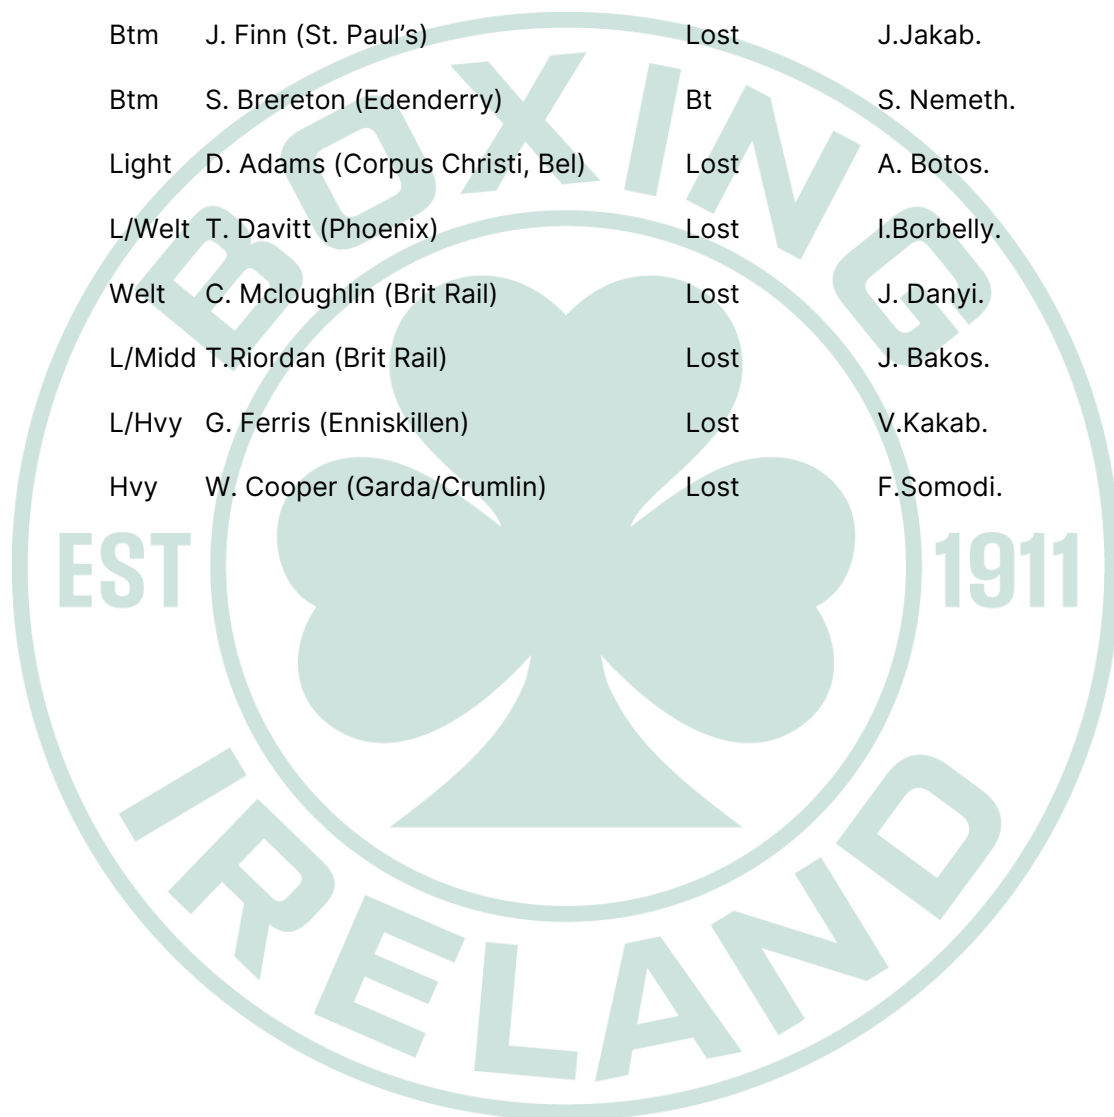 Btm J. Finn (St. Paul’s) Lost J.Jakab.
Btm S. Brereton (Edenderry) Bt S. Nemeth.
Light D. Adams (Corpus Christi, Bel) Lost A. Botos.
L/Welt T. Davitt (Phoenix) Lost I.Borbelly.
Welt C. Mcloughlin (Brit Rail) Lost J. Danyi.
L/Midd T.Riordan (Brit Rail) Lost J. Bakos.
L/Hvy G. Ferris (Enniskillen) Lost V.Kakab.
Hvy W. Cooper (Garda/Crumlin) Lost F.Somodi.
BOXING
EST 1911
IRELAND